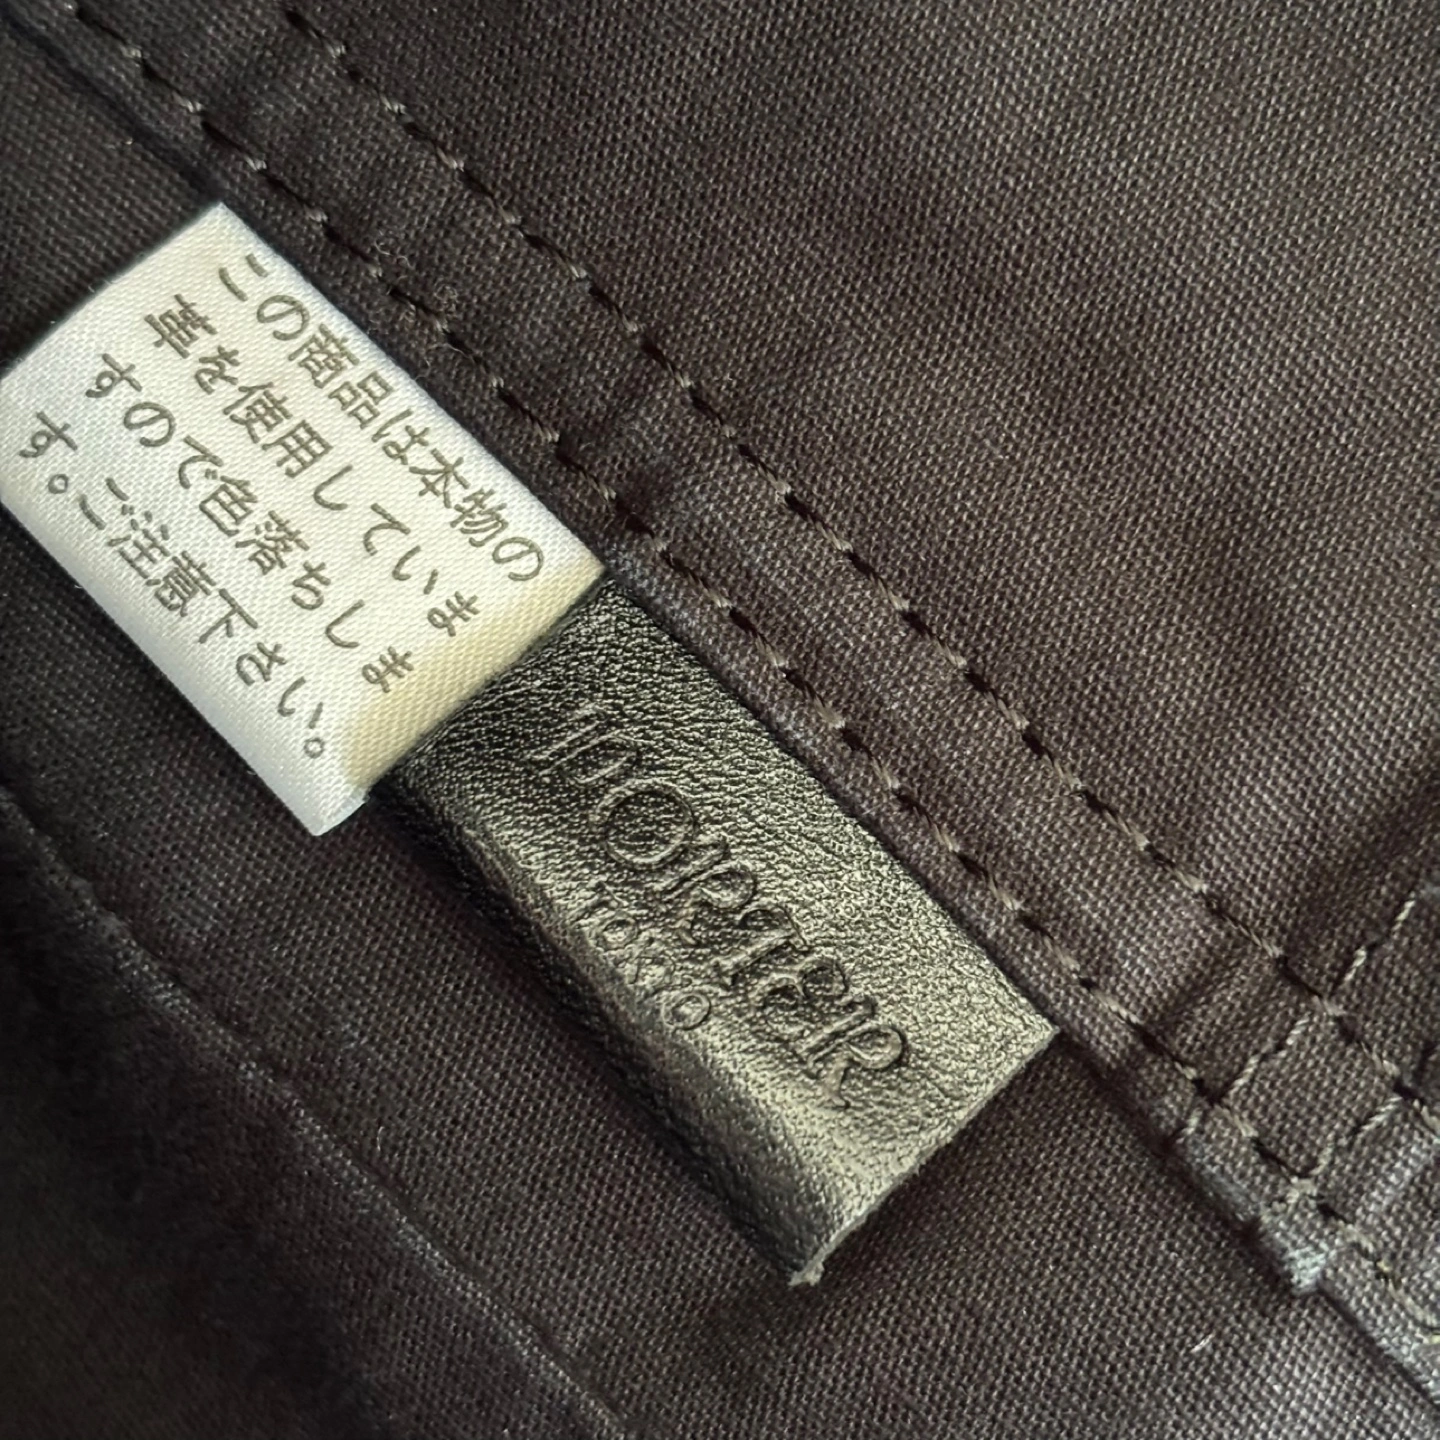 この商品は本物の
革を使用していま
すので色落ちしま
す。ご注意下さい。
PORTER
TOKYO